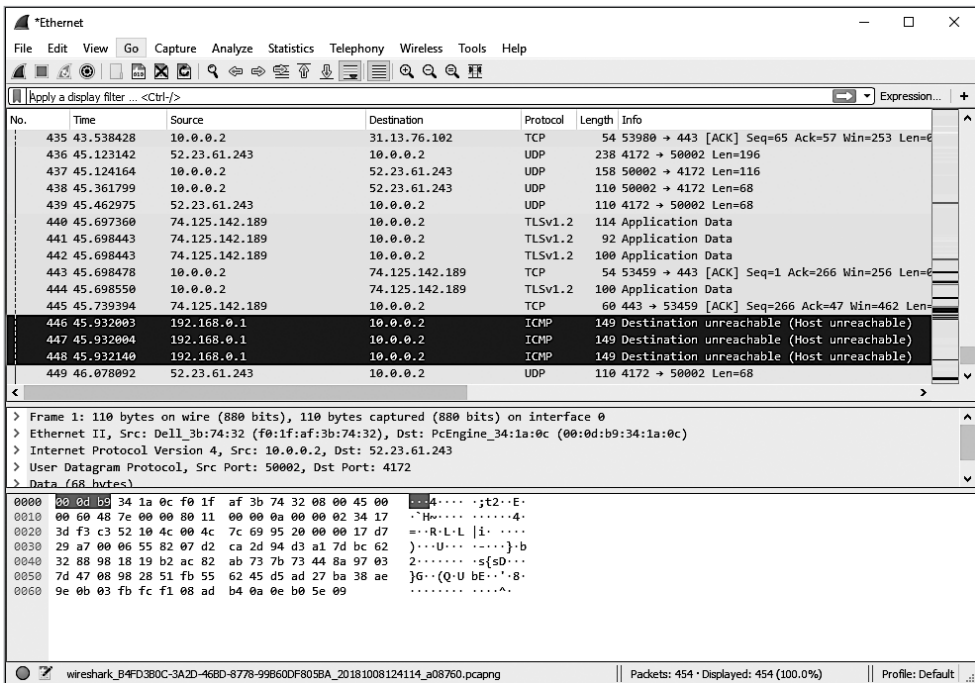 *Ethernet
File Edit View Go Capture Analyze Statistics Telephony Wireless Tools Help
Apply a display filter ... <Ctrl-/> Expression... +
No. Time Source Destination Protocol Length Info
435 43.538428 10.0.0.2 31.13.76.102 TCP 54 53980 → 443 [ACK] Seq=65 Ack=57 Win=253 Len=0
436 45.123142 52.23.61.243 10.0.0.2 UDP 238 4172 → 50002 Len=196
437 45.124164 10.0.0.2 52.23.61.243 UDP 158 50002 → 4172 Len=116
438 45.361799 10.0.0.2 52.23.61.243 UDP 110 50002 → 4172 Len=68
439 45.462975 52.23.61.243 10.0.0.2 UDP 110 4172 → 50002 Len=68
440 45.697360 74.125.142.189 10.0.0.2 TLSv1.2 114 Application Data
441 45.698443 74.125.142.189 10.0.0.2 TLSv1.2 92 Application Data
442 45.698443 74.125.142.189 10.0.0.2 TLSv1.2 100 Application Data
443 45.698478 10.0.0.2 74.125.142.189 TCP 54 53459 → 443 [ACK] Seq=1 Ack=266 Win=256 Len=0
444 45.698550 10.0.0.2 74.125.142.189 TLSv1.2 100 Application Data
445 45.739394 74.125.142.189 10.0.0.2 TCP 60 443 → 53459 [ACK] Seq=266 Ack=47 Win=462 Len=
446 45.932003 192.168.0.1 10.0.0.2 ICMP 149 Destination unreachable (Host unreachable)
447 45.932004 192.168.0.1 10.0.0.2 ICMP 149 Destination unreachable (Host unreachable)
448 45.932140 192.168.0.1 10.0.0.2 ICMP 149 Destination unreachable (Host unreachable)
449 46.078092 52.23.61.243 10.0.0.2 UDP 110 4172 → 50002 Len=68
> Frame 1: 110 bytes on wire (880 bits), 110 bytes captured (880 bits) on interface 0
> Ethernet II, Src: Dell_3b:74:32 (f0:1f:af:3b:74:32), Dst: PcEngine_34:1a:0c (00:0d:b9:34:1a:0c)
> Internet Protocol Version 4, Src: 10.0.0.2, Dst: 52.23.61.243
> User Datagram Protocol, Src Port: 50002, Dst Port: 4172
> Data (68 bytes)
0000 00 0d b9 34 1a 0c f0 1f af 3b 74 32 08 00 45 00 ···4···· ·;t2··E·
0010 00 60 48 7e 00 00 80 11 00 00 0a 00 00 02 34 17 ·`H~···· ······4·
0020 3d f3 c3 52 10 4c 00 4c 7c 69 95 20 00 00 17 d7 =··R·L·L |i· ····
0030 29 a7 00 06 55 82 07 d2 ca 2d 94 d3 a1 7d bc 62 )···U··· ·-···}·b
0040 32 88 98 18 19 b2 ac 82 ab 73 7b 73 44 8a 97 03 2······· ·s{sD···
0050 7d 47 08 98 28 51 fb 55 62 45 d5 ad 27 ba 38 ae }G··(Q·U bE··'·8·
0060 9e 0b 03 fb fc f1 08 ad b4 0a 0e b0 5e 09 ········ ····^·
wireshark_B4FD3B0C-3A2D-46BD-8778-99B60DF805BA_20181008124114_a08760.pcapng Packets: 454 · Displayed: 454 (100.0%) Profile: Default